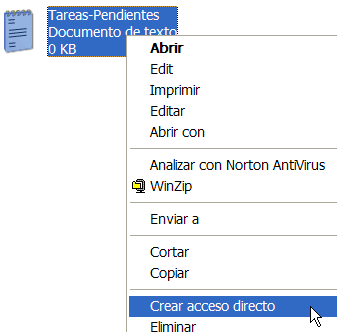 Tareas-Pendientes
Documento de texto
0 KB
Abrir
Edit
Imprimir
Editar
Abrir con
Analizar con Norton AntiVirus
WinZip
Enviar a
Cortar
Copiar
Crear acceso directo
Eliminar